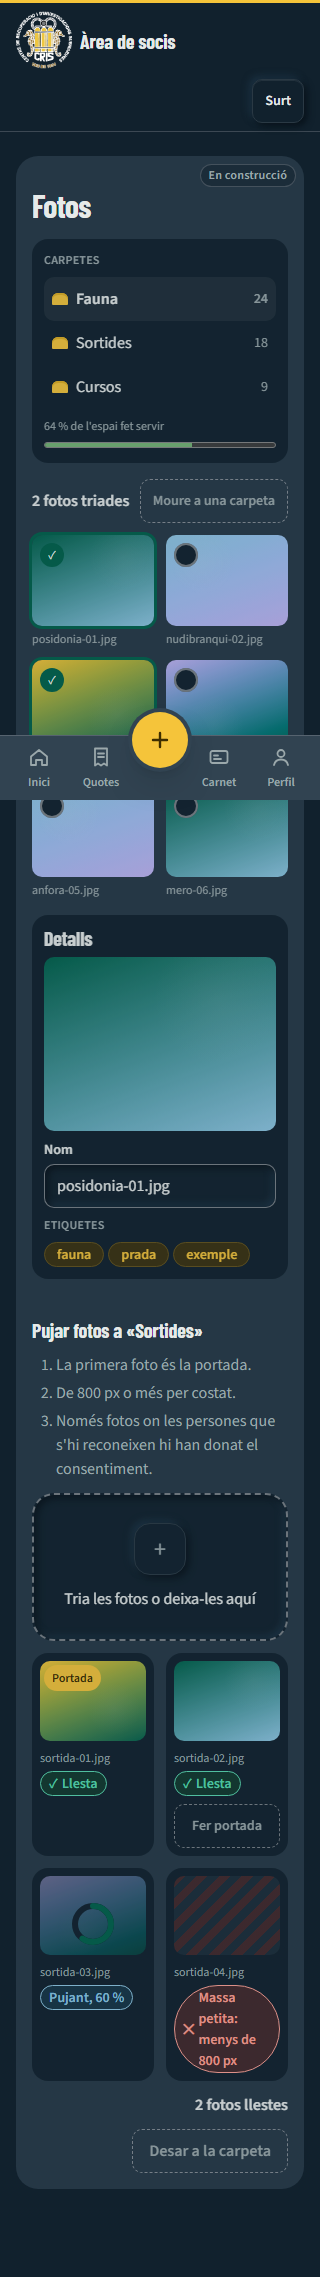 CRIS
Àrea de socis
Surt
En construcció
Fotos
CARPETES
Fauna 24
Sortides 18
Cursos 9
64 % de l'espai fet servir
2 fotos triades
Moure a una carpeta
posidonia-01.jpg
nudibranqui-02.jpg
Inici
Quotes
Carnet
Perfil
anfora-05.jpg
mero-06.jpg
Detalls
Nom
posidonia-01.jpg
ETIQUETES
fauna prada exemple
Pujar fotos a «Sortides»
1. La primera foto és la portada.
2. De 800 px o més per costat.
3. Només fotos on les persones que
s'hi reconeixen hi han donat el
consentiment.
Tria les fotos o deixa-les aquí
Portada
sortida-01.jpg
✓ Llesta
sortida-02.jpg
✓ Llesta
Fer portada
sortida-03.jpg
Pujant, 60 %
sortida-04.jpg
✕ Massa
petita:
menys de
800 px
2 fotos llestes
Desar a la carpeta